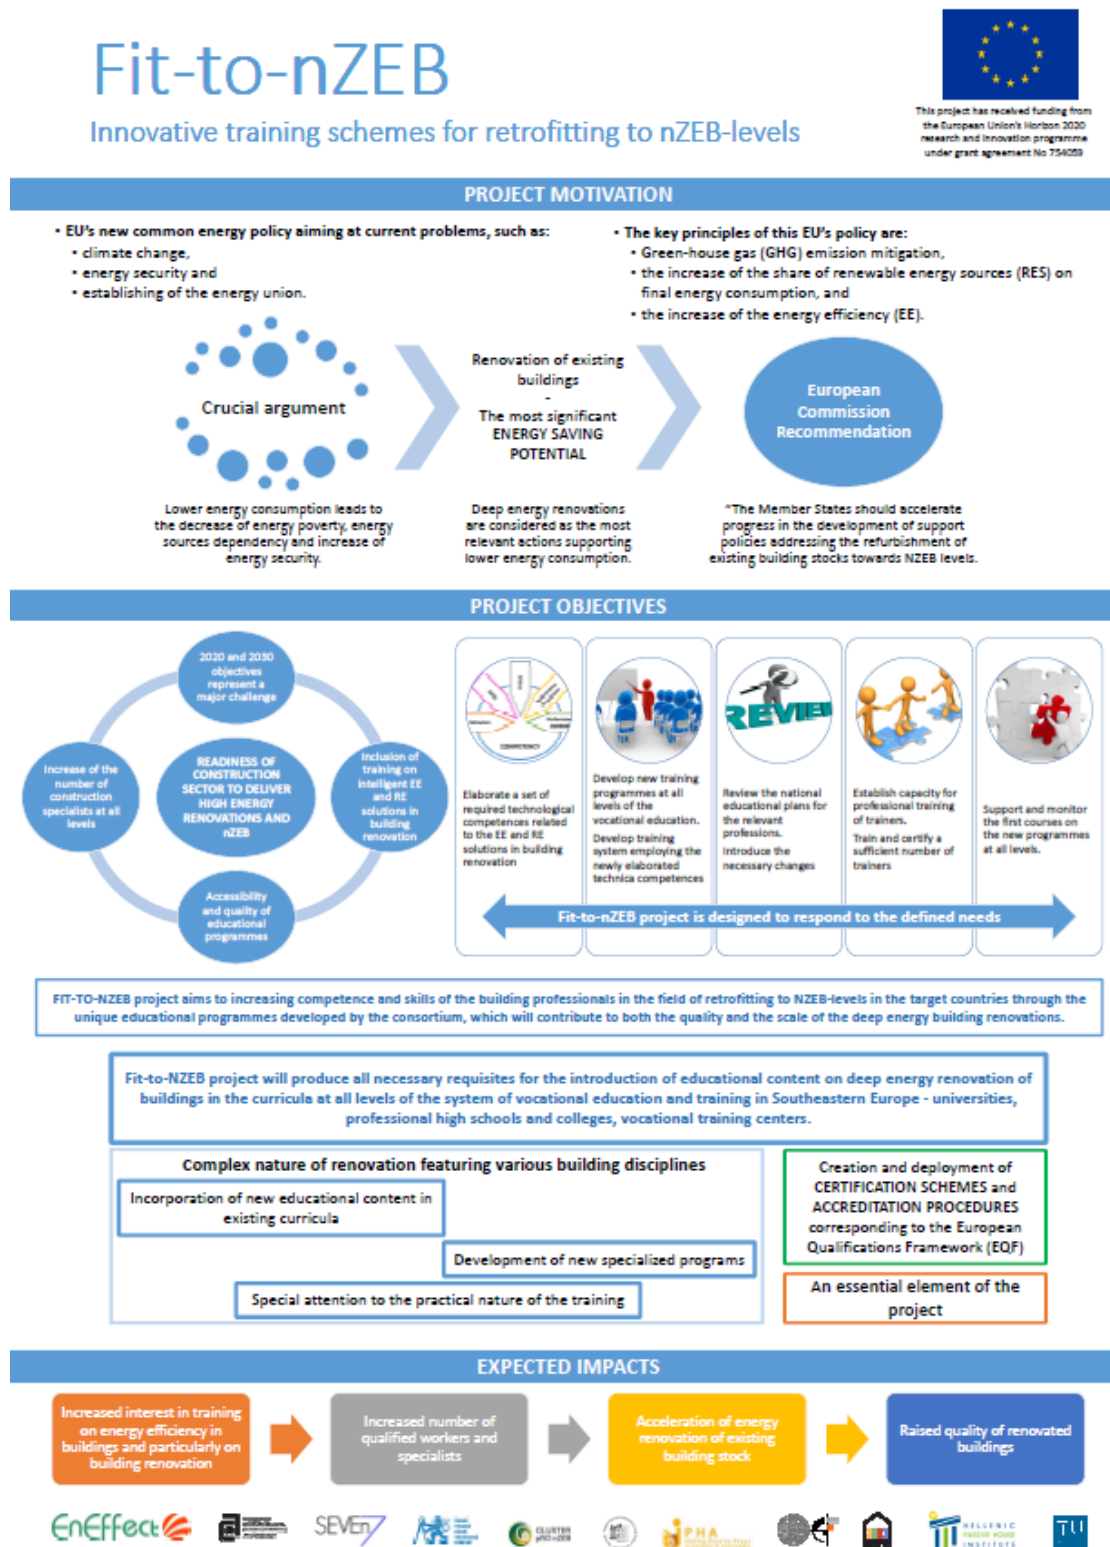 Fit-to-nZEB
Innovative training schemes for retrofitting to nZEB-levels
This project has received funding from
the European Union's Horizon 2020
research and innovation programme
under grant agreement No 754059
PROJECT MOTIVATION
• EU's new common energy policy aiming at current problems, such as:
• climate change,
• energy security and
• establishing of the energy union.
• The key principles of this EU's policy are:
• Green-house gas (GHG) emission mitigation,
• the increase of the share of renewable energy sources (RES) on
final energy consumption, and
• the increase of the energy efficiency (EE).
Crucial argument
Renovation of existing
buildings
-
The most significant
ENERGY SAVING
POTENTIAL
European
Commission
Recommendation
Lower energy consumption leads to
the decrease of energy poverty, energy
sources dependency and increase of
energy security.
Deep energy renovations
are considered as the most
relevant actions supporting
lower energy consumption.
"The Member States should accelerate
progress in the development of support
policies addressing the refurbishment of
existing building stocks towards NZEB levels.
PROJECT OBJECTIVES
2020 and 2030
objectives
represent a
major challenge
Increase of the
number of
construction
specialists at all
levels
READINESS OF
CONSTRUCTION
SECTOR TO DELIVER
HIGH ENERGY
RENOVATIONS AND
nZEB
Inclusion of
training on
intelligent EE
and RE
solutions in
building
renovation
Accessibility
and quality of
educational
programmes
COMPETENCY
REVIEW
Elaborate a set of
required technological
competences related
to the EE and RE
solutions in building
renovation
Develop new training
programmes at all
levels of the
vocational education.
Develop training
system employing the
newly elaborated
technica competences
Review the national
educational plans for
the relevant
professions.
Introduce the
necessary changes
Establish capacity for
professional training
of trainers.
Train and certify a
sufficient number of
trainers
Support and monitor
the first courses on
the new programmes
at all levels.
Fit-to-nZEB project is designed to respond to the defined needs
FIT-TO-NZEB project aims to increasing competence and skills of the building professionals in the field of retrofitting to NZEB-levels in the target countries through the
unique educational programmes developed by the consortium, which will contribute to both the quality and the scale of the deep energy building renovations.
Fit-to-NZEB project will produce all necessary requisites for the introduction of educational content on deep energy renovation of
buildings in the curricula at all levels of the system of vocational education and training in Southeastern Europe - universities,
professional high schools and colleges, vocational training centers.
Complex nature of renovation featuring various building disciplines
Incorporation of new educational content in
existing curricula
Development of new specialized programs
Special attention to the practical nature of the training
Creation and deployment of
CERTIFICATION SCHEMES and
ACCREDITATION PROCEDURES
corresponding to the European
Qualifications Framework (EQF)
An essential element of the
project
EXPECTED IMPACTS
Increased interest in training
on energy efficiency in
buildings and particularly on
building renovation
Increased number of
qualified workers and
specialists
Acceleration of energy
renovation of existing
building stock
Raised quality of renovated
buildings
EnEffect
SEVEn
CLUSTER
PHA
HELLENIC
PASSIVE HOUSE
INSTITUTE
TU